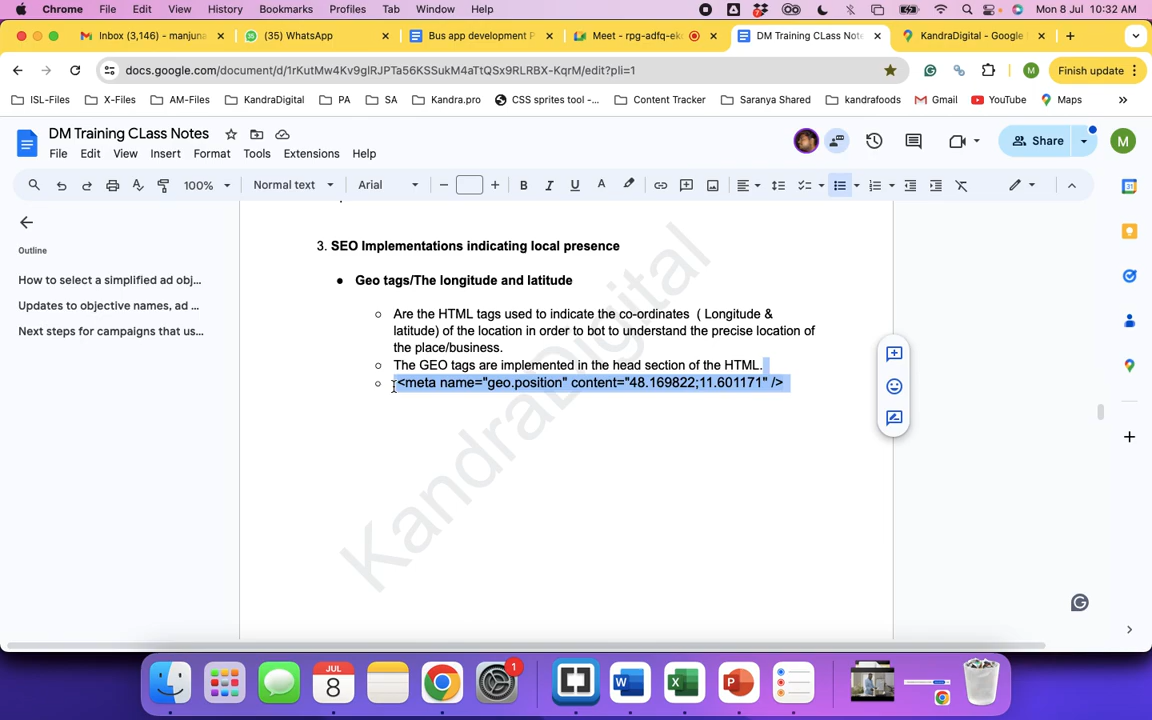 Chrome File Edit View History Bookmarks Profiles Tab Window Help Mon 8 Jul 10:32 AM
Inbox (3,146) - manjuna (35) WhatsApp Bus app development P Meet - rpg-adfq-ek DM Training CLass Note KandraDigital - Google
docs.google.com/document/d/1rKutMw4Kv9glRJPTa56KSSukM4aTtQSx9RLRBX-KqrM/edit?pli=1 M Finish update
ISL-Files X-Files AM-Files KandraDigital PA SA Kandra.pro CSS sprites tool -... Content Tracker Saranya Shared kandrafoods Gmail YouTube Maps
DM Training CLass Notes Share M
File Edit View Insert Format Tools Extensions Help
100% Normal text Arial B I U A
Outline
How to select a simplified ad obj...
Updates to objective names, ad ...
Next steps for campaigns that us...
3. SEO Implementations indicating local presence
Geo tags/The longitude and latitude
Are the HTML tags used to indicate the co-ordinates ( Longitude &
latitude) of the location in order to bot to understand the precise location of
the place/business.
The GEO tags are implemented in the head section of the HTML.
<meta name="geo.position" content="48.169822;11.601171" />
KandraDigital
JUL
8
1
W X P